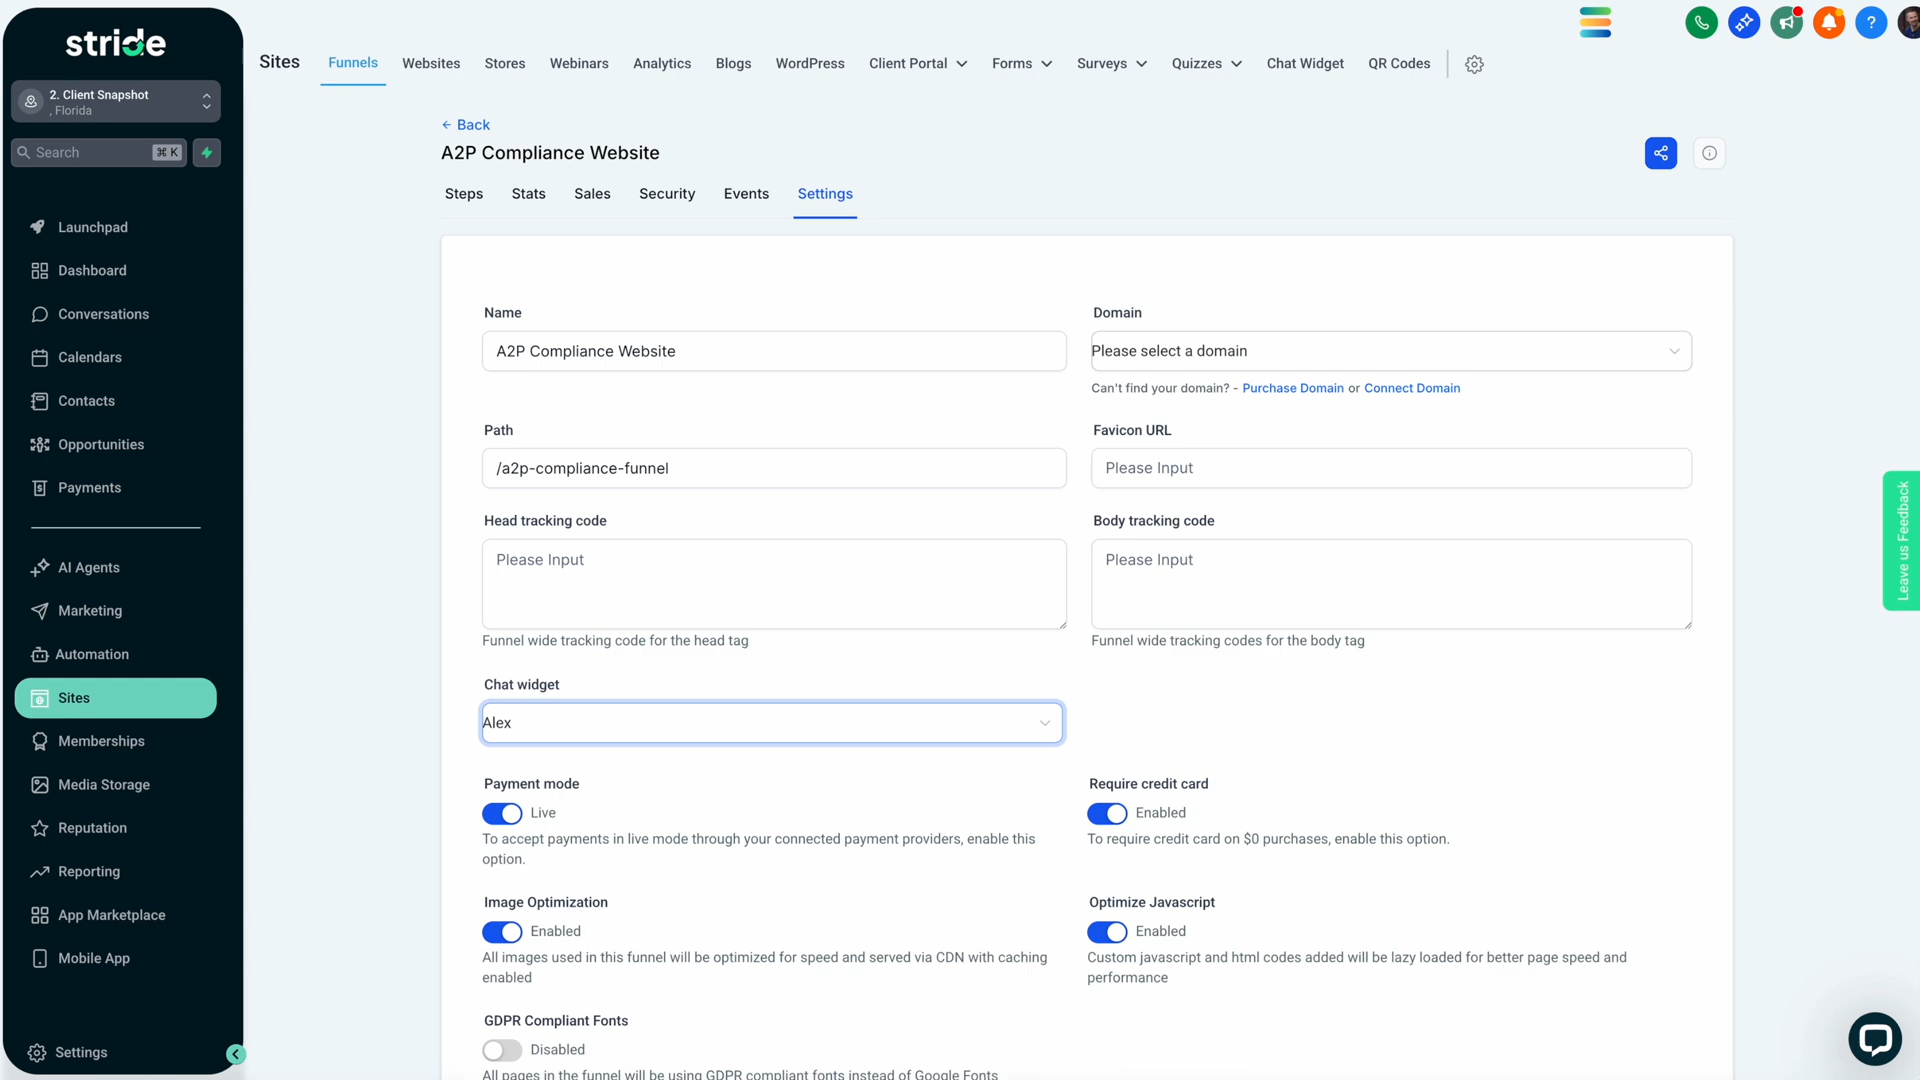 stride
2. Client Snapshot
, Florida
Search
⌘ K
Launchpad
Dashboard
Conversations
Calendars
Contacts
Opportunities
Payments
AI Agents
Marketing
Automation
Sites
Memberships
Media Storage
Reputation
Reporting
App Marketplace
Mobile App
Settings
Sites
Funnels
Websites
Stores
Webinars
Analytics
Blogs
WordPress
Client Portal
Forms
Surveys
Quizzes
Chat Widget
QR Codes
?
← Back
A2P Compliance Website
Steps
Stats
Sales
Security
Events
Settings
Name
A2P Compliance Website
Domain
Please select a domain
Can't find your domain? - Purchase Domain or Connect Domain
Path
/a2p-compliance-funnel
Favicon URL
Please Input
Head tracking code
Please Input
Funnel wide tracking code for the head tag
Body tracking code
Please Input
Funnel wide tracking codes for the body tag
Chat widget
Alex
Payment mode
Live
To accept payments in live mode through your connected payment providers, enable this
option.
Require credit card
Enabled
To require credit card on $0 purchases, enable this option.
Image Optimization
Enabled
All images used in this funnel will be optimized for speed and served via CDN with caching
enabled
Optimize Javascript
Enabled
Custom javascript and html codes added will be lazy loaded for better page speed and
performance
GDPR Compliant Fonts
Disabled
All pages in the funnel will be using GDPR compliant fonts instead of Google Fonts
Leave us Feedback